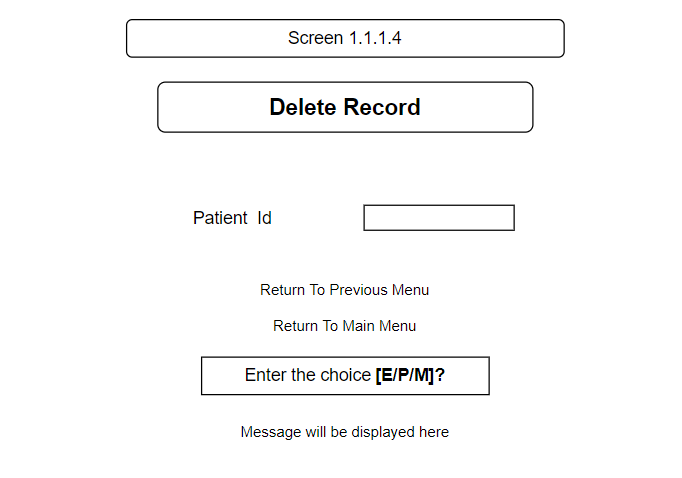 Screen 1.1.1.4
Delete Record
Patient Id
Return To Previous Menu
Return To Main Menu
Enter the choice [E/P/M]?
Message will be displayed here